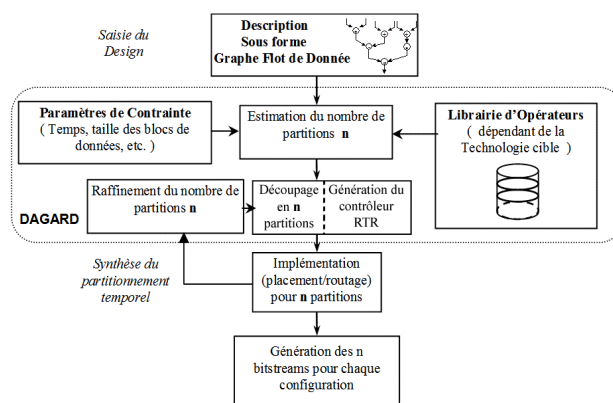 Saisie du
Design
Description
Sous forme
Graphe Flot de Donnée
Paramètres de Contrainte
( Temps, taille des blocs de
données, etc. )
Estimation du nombre de
partitions n
Librairie d'Opérateurs
( dépendant de la
Technologie cible )
Raffinement du nombre de
partitions n
Découpage
en n
partitions
Génération du
contrôleur
RTR
DAGARD
Synthèse du
partitionnement
temporel
Implémentation
(placement/routage)
pour n partitions
Génération des n
bitstreams pour chaque
configuration